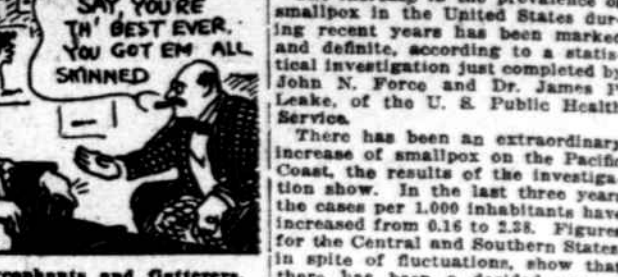 SAY, YOU'RE
TH' BEST EVER.
YOU GOT EM ALL
SKINNED
smallpox in the United States dur-
ing recent years has been marked
and definite, according to a statis-
tical investigation just completed by
John N. Force and Dr. James P
Leake, of the U. S. Public Health
Service.
There has been an extraordinary
increase of smallpox on the Pacific
Coast, the results of the investiga-
tion show. In the last three years
the cases per 1.000 inhabitants have
increased from 0.16 to 2.38. Figures
for the Central and Southern States,
in spite of fluctuations, show that
there has been a